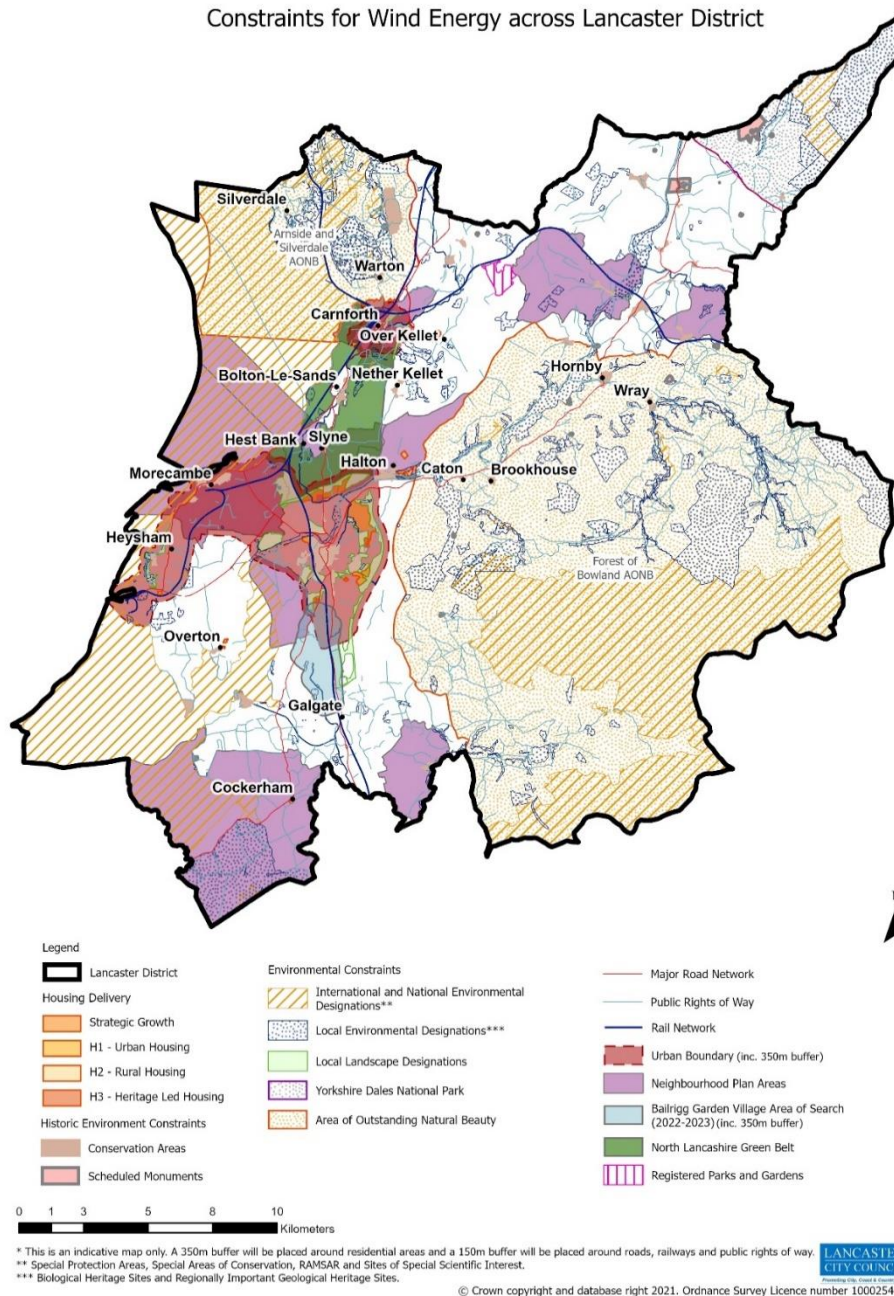 Constraints for Wind Energy across Lancaster District
Silverdale
Arnside and
Silverdale
AONB
Warton
Carnforth
Over Kellet
Bolton-Le-Sands
Nether Kellet
Hornby
Wray
Hest Bank
Slyne
Halton
Caton
Brookhouse
Morecambe
Heysham
Forest of
Bowland AONB
Overton
Galgate
Cockerham
Legend
Lancaster District
Housing Delivery
Strategic Growth
H1 - Urban Housing
H2 - Rural Housing
H3 - Heritage Led Housing
Historic Environment Constraints
Conservation Areas
Scheduled Monuments
Environmental Constraints
International and National Environmental
Designations**
Local Environmental Designations***
Local Landscape Designations
Yorkshire Dales National Park
Area of Outstanding Natural Beauty
Major Road Network
Public Rights of Way
Rail Network
Urban Boundary (inc. 350m buffer)
Neighbourhood Plan Areas
Bailrigg Garden Village Area of Search
(2022-2023) (inc. 350m buffer)
North Lancashire Green Belt
Registered Parks and Gardens
0 1 3 5 8 10
Kilometers
* This is an indicative map only. A 350m buffer will be placed around residential areas and a 150m buffer will be placed around roads, railways and public rights of way.
** Special Protection Areas, Special Areas of Conservation, RAMSAR and Sites of Special Scientific Interest.
*** Biological Heritage Sites and Regionally Important Geological Heritage Sites.
LANCASTE
CITY COUNC
© Crown copyright and database right 2021. Ordnance Survey Licence number 1000254